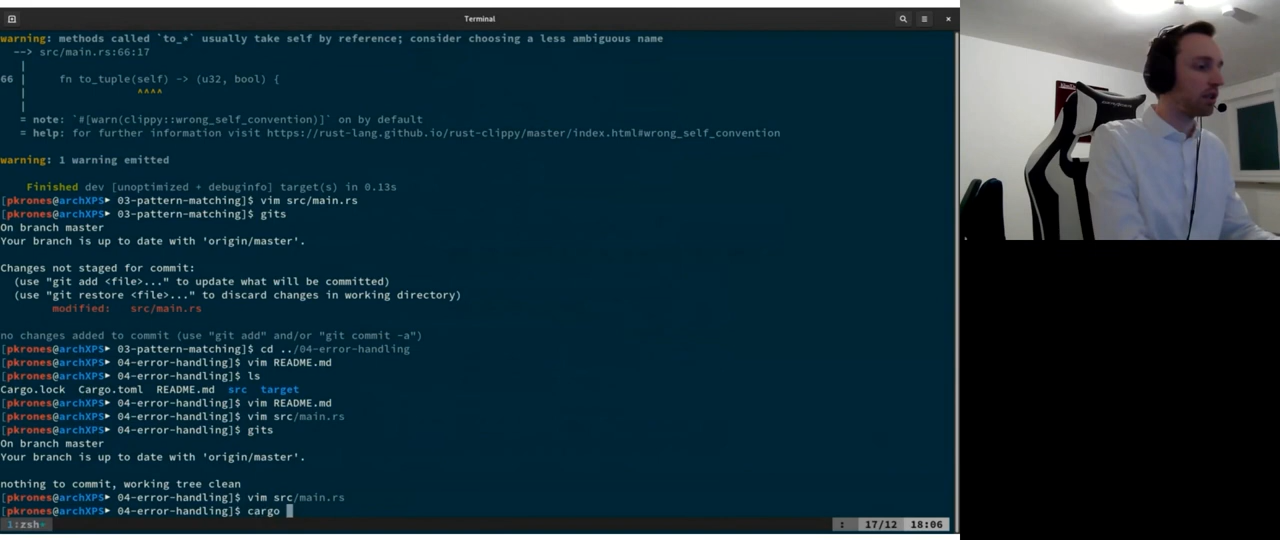 Terminal
warning: methods called `to_*` usually take self by reference; consider choosing a less ambiguous name
--> src/main.rs:66:17
|
66 |     fn to_tuple(self) -> (u32, bool) {
|                 ^^^^
|
= note: `#[warn(clippy::wrong_self_convention)]` on by default
= help: for further information visit https://rust-lang.github.io/rust-clippy/master/index.html#wrong_self_convention
warning: 1 warning emitted
Finished dev [unoptimized + debuginfo] target(s) in 0.13s
[pkrones@archXPS▸ 03-pattern-matching]$ vim src/main.rs
[pkrones@archXPS▸ 03-pattern-matching]$ gits
On branch master
Your branch is up to date with 'origin/master'.
Changes not staged for commit:
(use "git add <file>..." to update what will be committed)
(use "git restore <file>..." to discard changes in working directory)
modified:   src/main.rs
no changes added to commit (use "git add" and/or "git commit -a")
[pkrones@archXPS▸ 03-pattern-matching]$ cd ../04-error-handling
[pkrones@archXPS▸ 04-error-handling]$ vim README.md
[pkrones@archXPS▸ 04-error-handling]$ ls
Cargo.lock  Cargo.toml  README.md  src  target
[pkrones@archXPS▸ 04-error-handling]$ vim README.md
[pkrones@archXPS▸ 04-error-handling]$ vim src/main.rs
[pkrones@archXPS▸ 04-error-handling]$ gits
On branch master
Your branch is up to date with 'origin/master'.
nothing to commit, working tree clean
[pkrones@archXPS▸ 04-error-handling]$ vim src/main.rs
[pkrones@archXPS▸ 04-error-handling]$ cargo
1:zsh* : 17/12 18:06